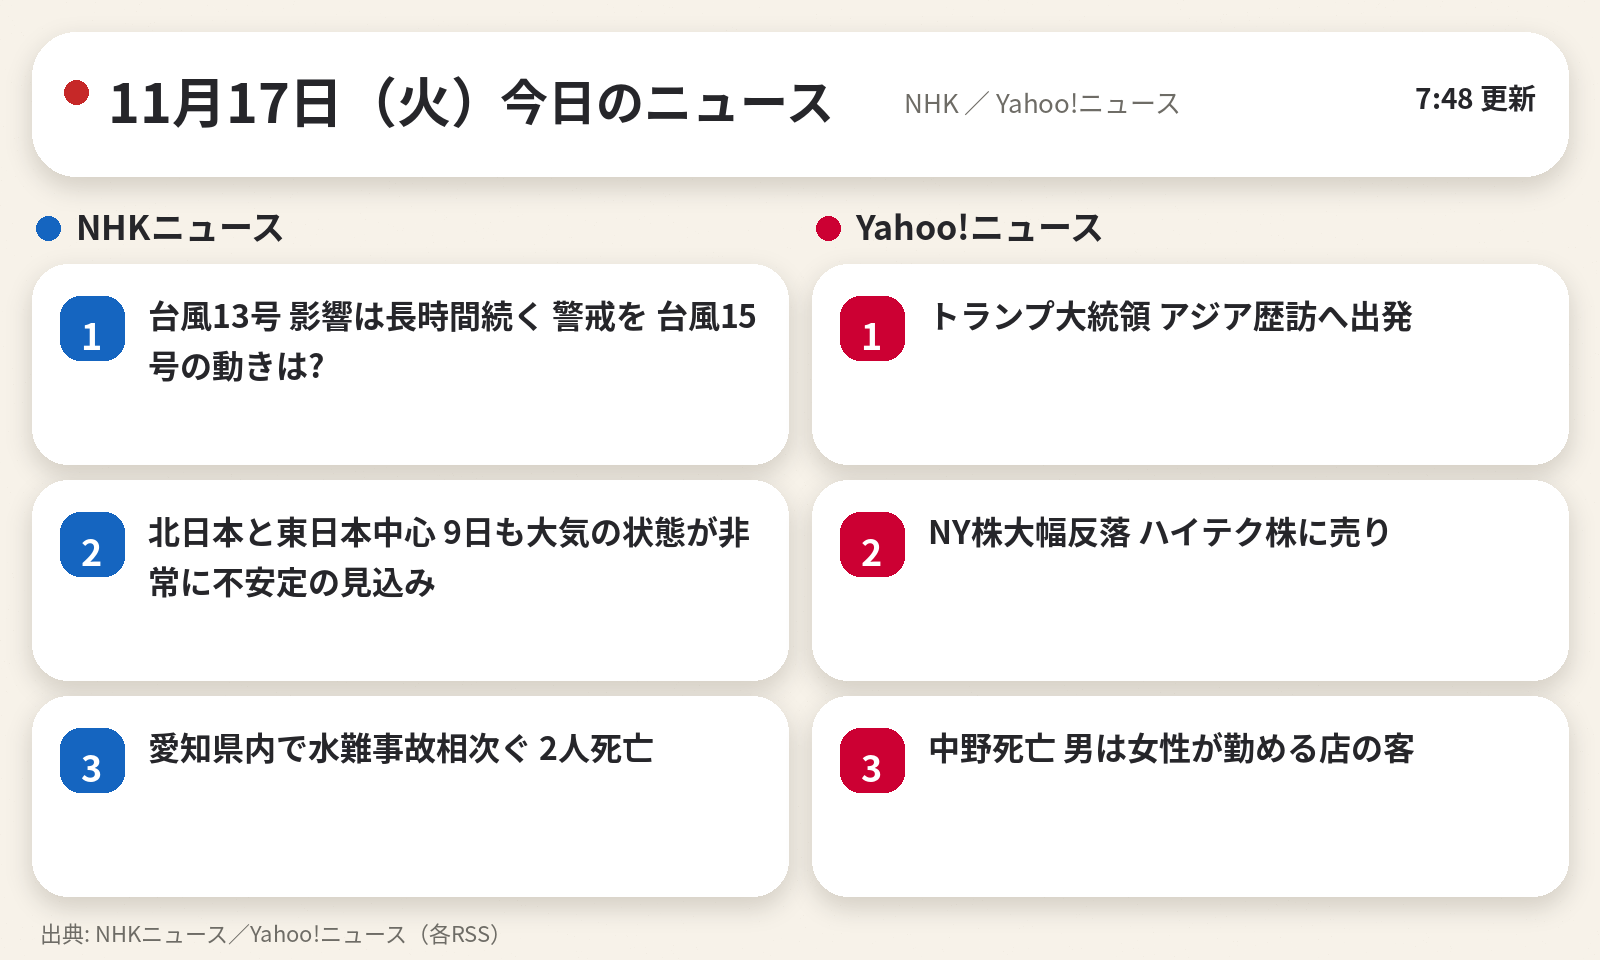 11月17日（火）今日のニュース
NHK ／ Yahoo!ニュース
7:48 更新
NHKニュース
1
台風13号 影響は長時間続く 警戒を 台風15
号の動きは?
2
北日本と東日本中心 9日も大気の状態が非
常に不安定の見込み
3
愛知県内で水難事故相次ぐ 2人死亡
Yahoo!ニュース
1
トランプ大統領 アジア歴訪へ出発
2
NY株大幅反落 ハイテク株に売り
3
中野死亡 男は女性が勤める店の客
出典: NHKニュース／Yahoo!ニュース（各RSS）